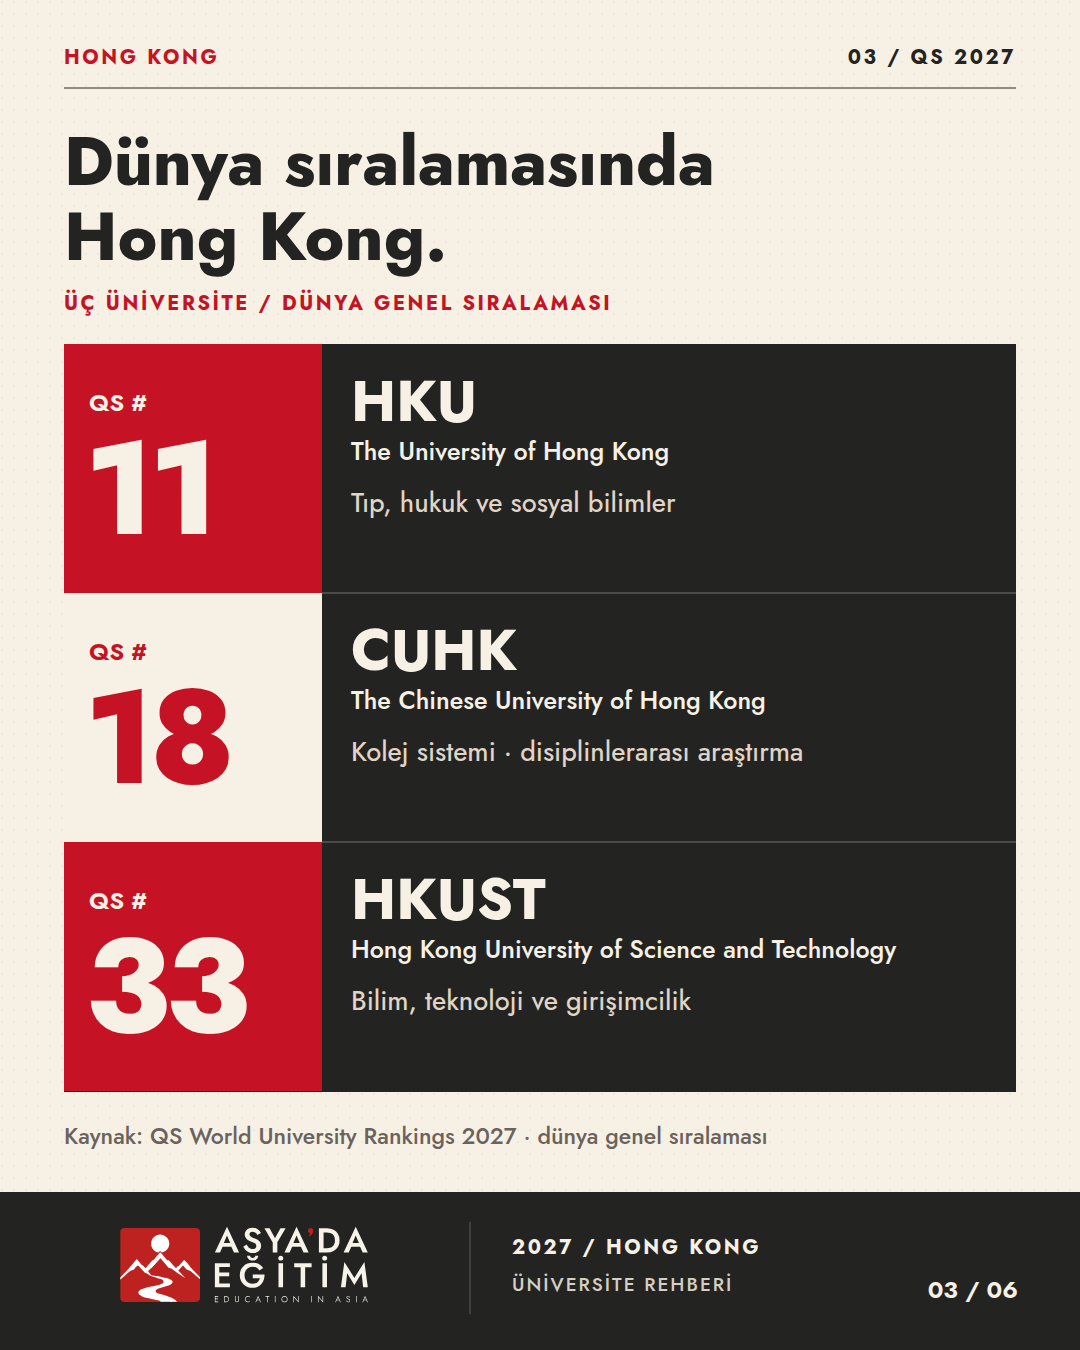 HONG KONG
03 / QS 2027
Dünya sıralamasında
Hong Kong.
ÜÇ ÜNİVERSİTE / DÜNYA GENEL SIRALAMASI
QS #
11
HKU
The University of Hong Kong
Tıp, hukuk ve sosyal bilimler
QS #
18
CUHK
The Chinese University of Hong Kong
Kolej sistemi · disiplinlerarası araştırma
QS #
33
HKUST
Hong Kong University of Science and Technology
Bilim, teknoloji ve girişimcilik
Kaynak: QS World University Rankings 2027 · dünya genel sıralaması
ASYA'DA
EĞİTİM
EDUCATION IN ASIA
2027 / HONG KONG
ÜNİVERSİTE REHBERİ
03 / 06